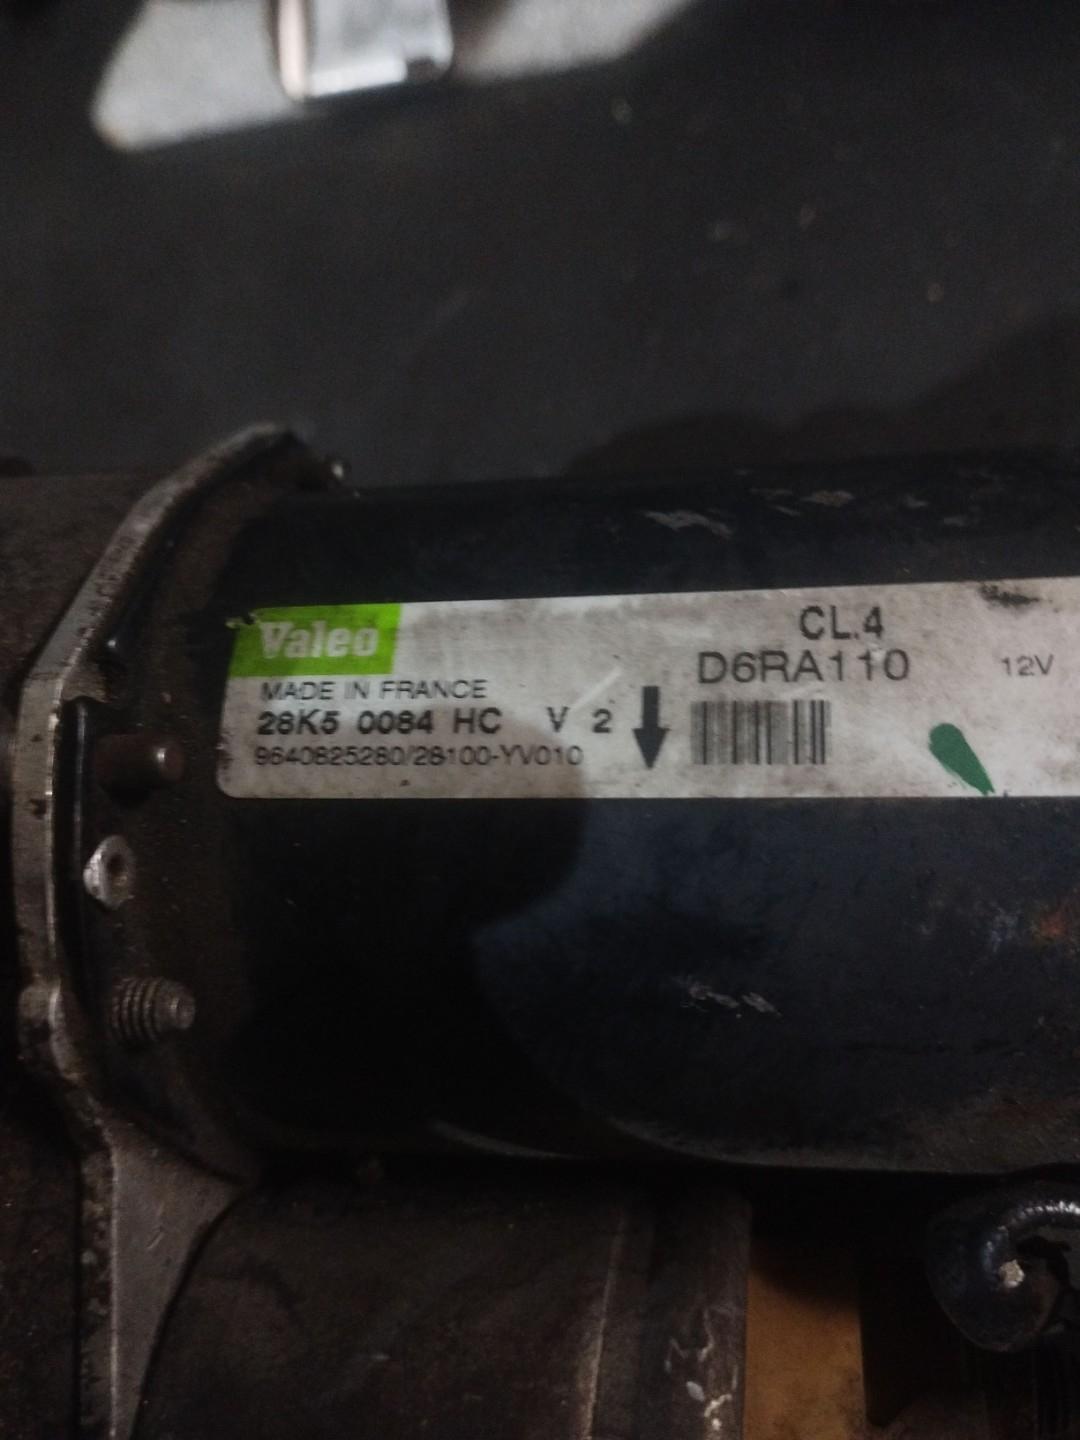 Valeo
MADE IN FRANCE
28K5 0084 HC V 2
9640825280/28100-YV010
CL.4
D6RA110
12V